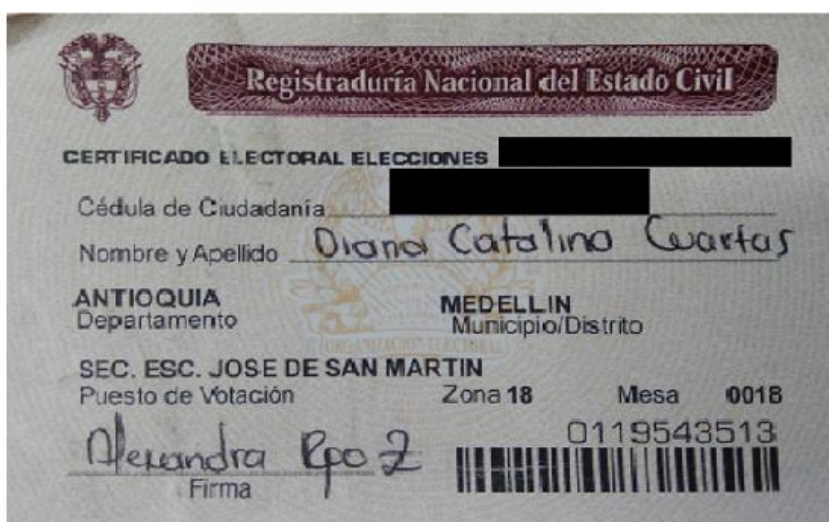 Registraduría Nacional del Estado Civil
CERTIFICADO ELECTORAL ELECCIONES
Cédula de Ciudadanía
Nombre y Apellido Diana Catalina Cuartas
ANTIOQUIA MEDELLIN
Departamento Municipio/Distrito
SEC. ESC. JOSE DE SAN MARTIN
Puesto de Votación Zona 18 Mesa 0018
0119543513
Alexandra Rpo Z
Firma
ORGANIZACIÓN ELECTORAL